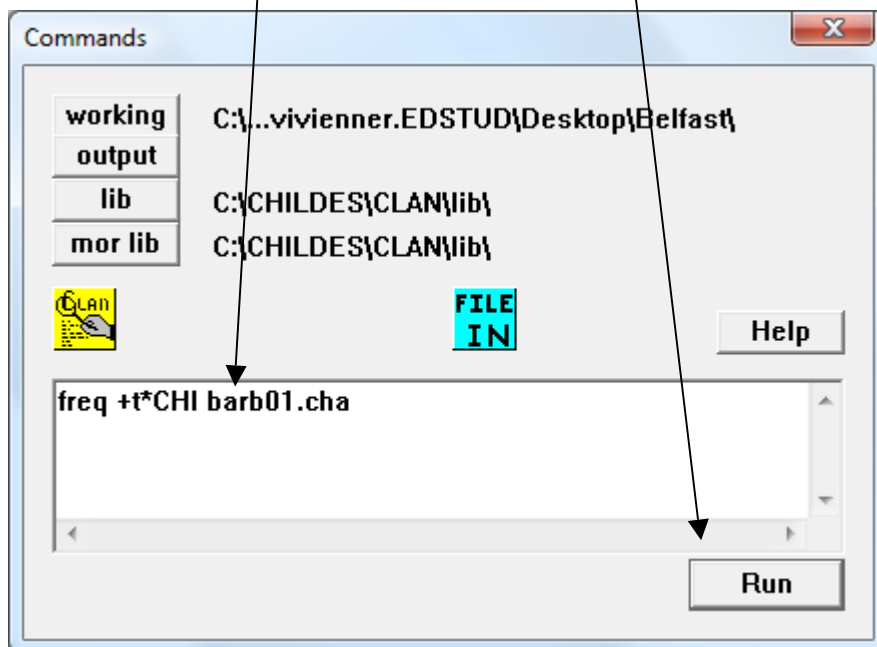 Commands
working C:\...vivienner.EDSTUD\Desktop\Belfast\
output
lib C:\CHILDES\CLAN\lib\
mor lib C:\CHILDES\CLAN\lib\
CLAN FILE IN Help
freq +t*CHI barb01.cha
Run